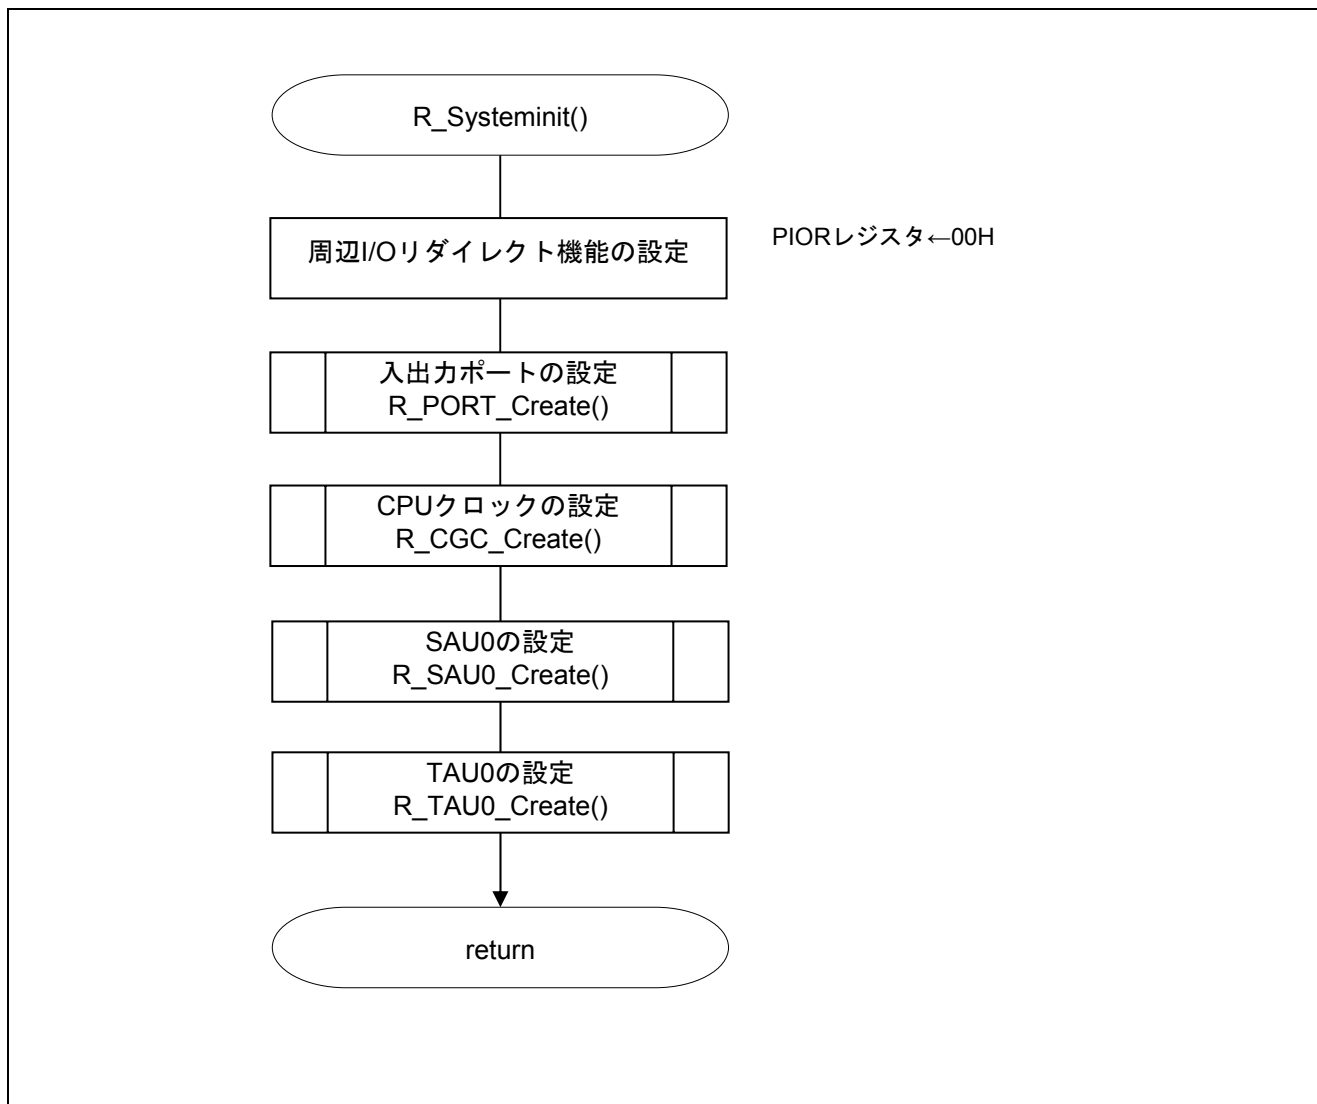 R_Systeminit()
周辺I/Oリダイレクト機能の設定
PIORレジスタ←00H
入出力ポートの設定
R_PORT_Create()
CPUクロックの設定
R_CGC_Create()
SAU0の設定
R_SAU0_Create()
TAU0の設定
R_TAU0_Create()
return